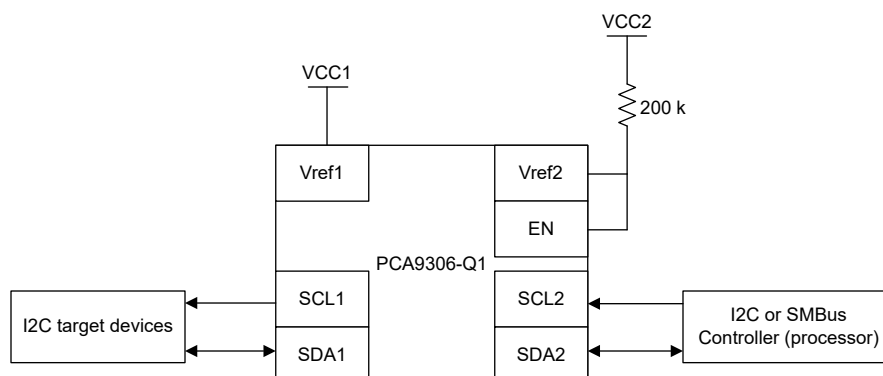 VCC2
VCC1
200 k
Vref1
Vref2
EN
PCA9306-Q1
SCL1
SCL2
I2C target devices
I2C or SMBus
Controller (processor)
SDA1
SDA2